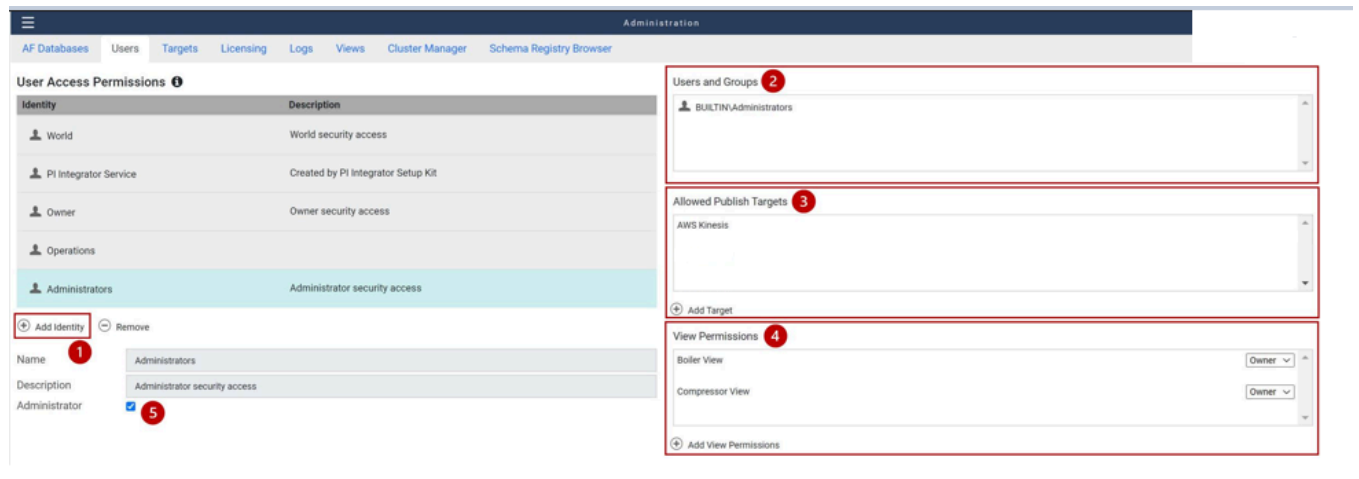 Administration
AF Databases Users Targets Licensing Logs Views Cluster Manager Schema Registry Browser
User Access Permissions
Identity Description
World World security access
PI Integrator Service Created by PI Integrator Setup Kit
Owner Owner security access
Operations
Administrators Administrator security access
Add Identity Remove
1
Name Administrators
Description Administrator security access
Administrator 5
Users and Groups 2
BUILTIN\Administrators
Allowed Publish Targets 3
AWS Kinesis
Add Target
View Permissions 4
Boiler View Owner
Compressor View Owner
Add View Permissions